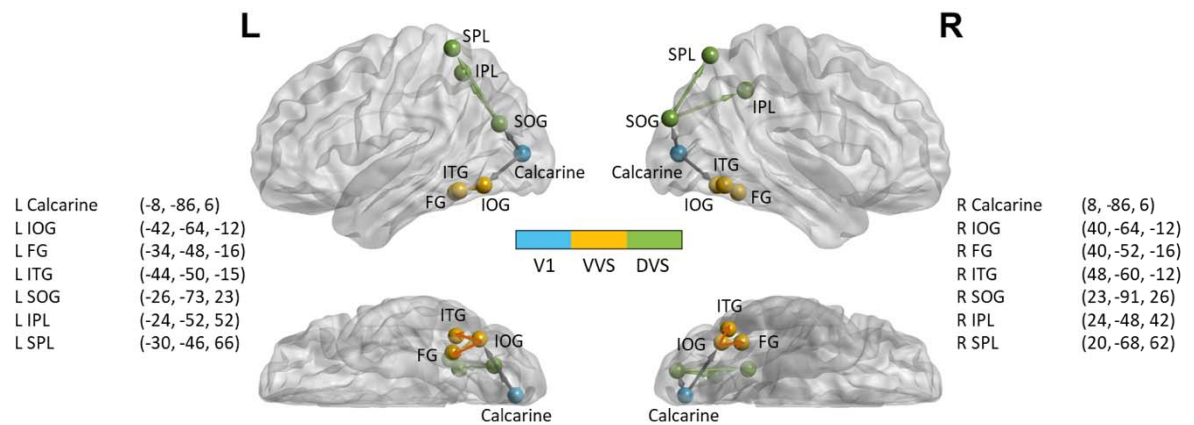 L
R
SPL
IPL
SOG
Calcarine
ITG
FG
IOG
SPL
IPL
SOG
Calcarine
ITG
IOG
FG
L Calcarine (-8, -86, 6)
L IOG (-42, -64, -12)
L FG (-34, -48, -16)
L ITG (-44, -50, -15)
L SOG (-26, -73, 23)
L IPL (-24, -52, 52)
L SPL (-30, -46, 66)
V1 VVS DVS
R Calcarine (8, -86, 6)
R IOG (40, -64, -12)
R FG (40, -52, -16)
R ITG (48, -60, -12)
R SOG (23, -91, 26)
R IPL (24, -48, 42)
R SPL (20, -68, 62)
ITG
IOG
FG
Calcarine
ITG
IOG
FG
Calcarine